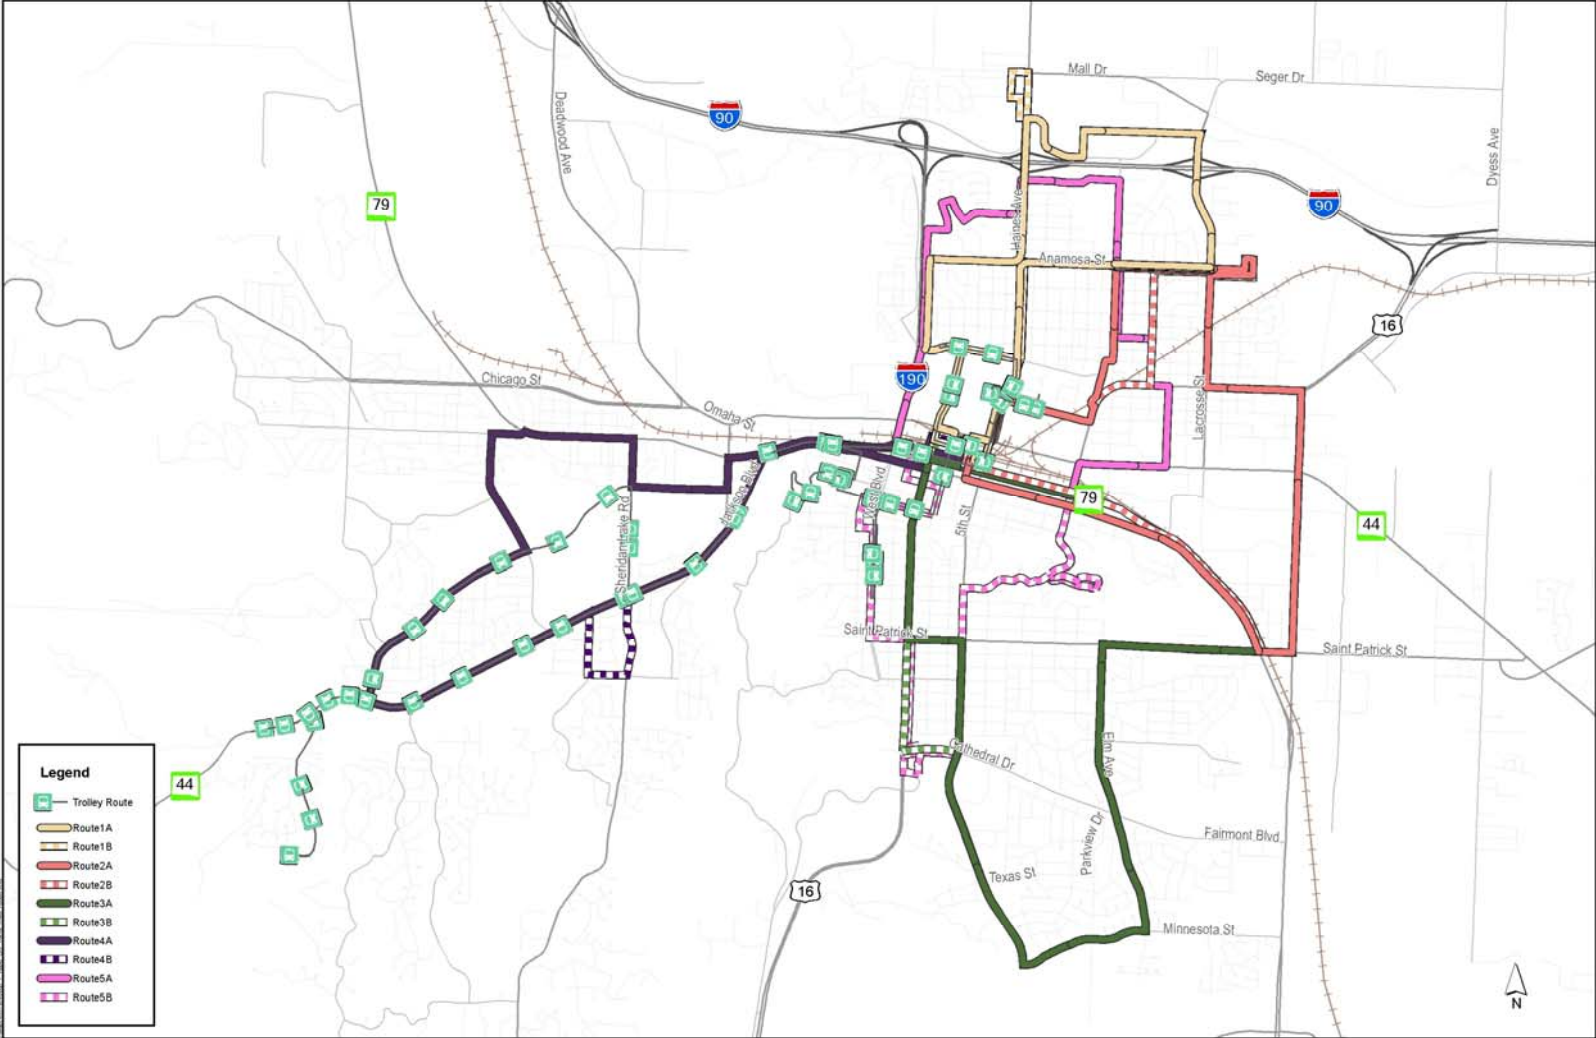 Mall Dr
Seger Dr
90
Deadwood Ave
Dyess Ave
79
90
Haines Ave
Anamosa St
16
190
Chicago St
Omaha St
Lacrosse St
Jackson Blvd
West Blvd
79
Sheridan Lake Rd
5th St
44
Saint Patrick St
Saint Patrick St
Cathedral Dr
Elm Ave
44
Parkview Dr
Fairmont Blvd
Texas St
16
Minnesota St
Legend
Trolley Route
Route1A
Route1B
Route2A
Route2B
Route3A
Route3B
Route4A
Route4B
Route5A
Route5B
N